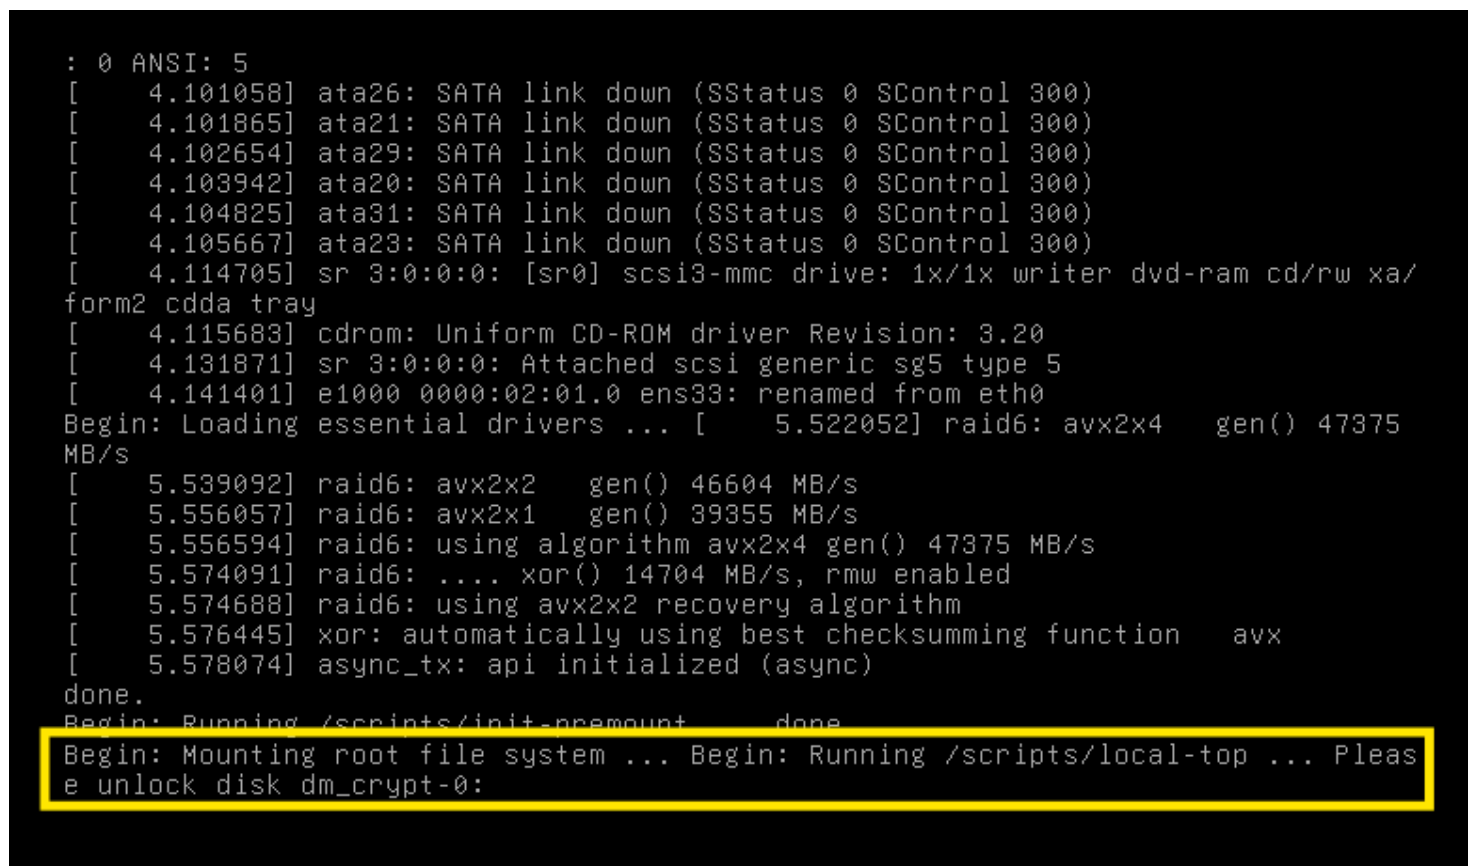 : 0 ANSI: 5
[    4.101058] ata26: SATA link down (SStatus 0 SControl 300)
[    4.101865] ata21: SATA link down (SStatus 0 SControl 300)
[    4.102654] ata29: SATA link down (SStatus 0 SControl 300)
[    4.103942] ata20: SATA link down (SStatus 0 SControl 300)
[    4.104825] ata31: SATA link down (SStatus 0 SControl 300)
[    4.105667] ata23: SATA link down (SStatus 0 SControl 300)
[    4.114705] sr 3:0:0:0: [sr0] scsi3-mmc drive: 1x/1x writer dvd-ram cd/rw xa/
form2 cdda tray
[    4.115683] cdrom: Uniform CD-ROM driver Revision: 3.20
[    4.131871] sr 3:0:0:0: Attached scsi generic sg5 type 5
[    4.141401] e1000 0000:02:01.0 ens33: renamed from eth0
Begin: Loading essential drivers ... [    5.522052] raid6: avx2x4   gen() 47375
MB/s
[    5.539092] raid6: avx2x2   gen() 46604 MB/s
[    5.556057] raid6: avx2x1   gen() 39355 MB/s
[    5.556594] raid6: using algorithm avx2x4 gen() 47375 MB/s
[    5.574091] raid6: .... xor() 14704 MB/s, rmw enabled
[    5.574688] raid6: using avx2x2 recovery algorithm
[    5.576445] xor: automatically using best checksumming function   avx
[    5.578074] async_tx: api initialized (async)
done.
Begin: Running /scripts/init-premount     done
Begin: Mounting root file system ... Begin: Running /scripts/local-top ... Pleas
e unlock disk dm_crypt-0: